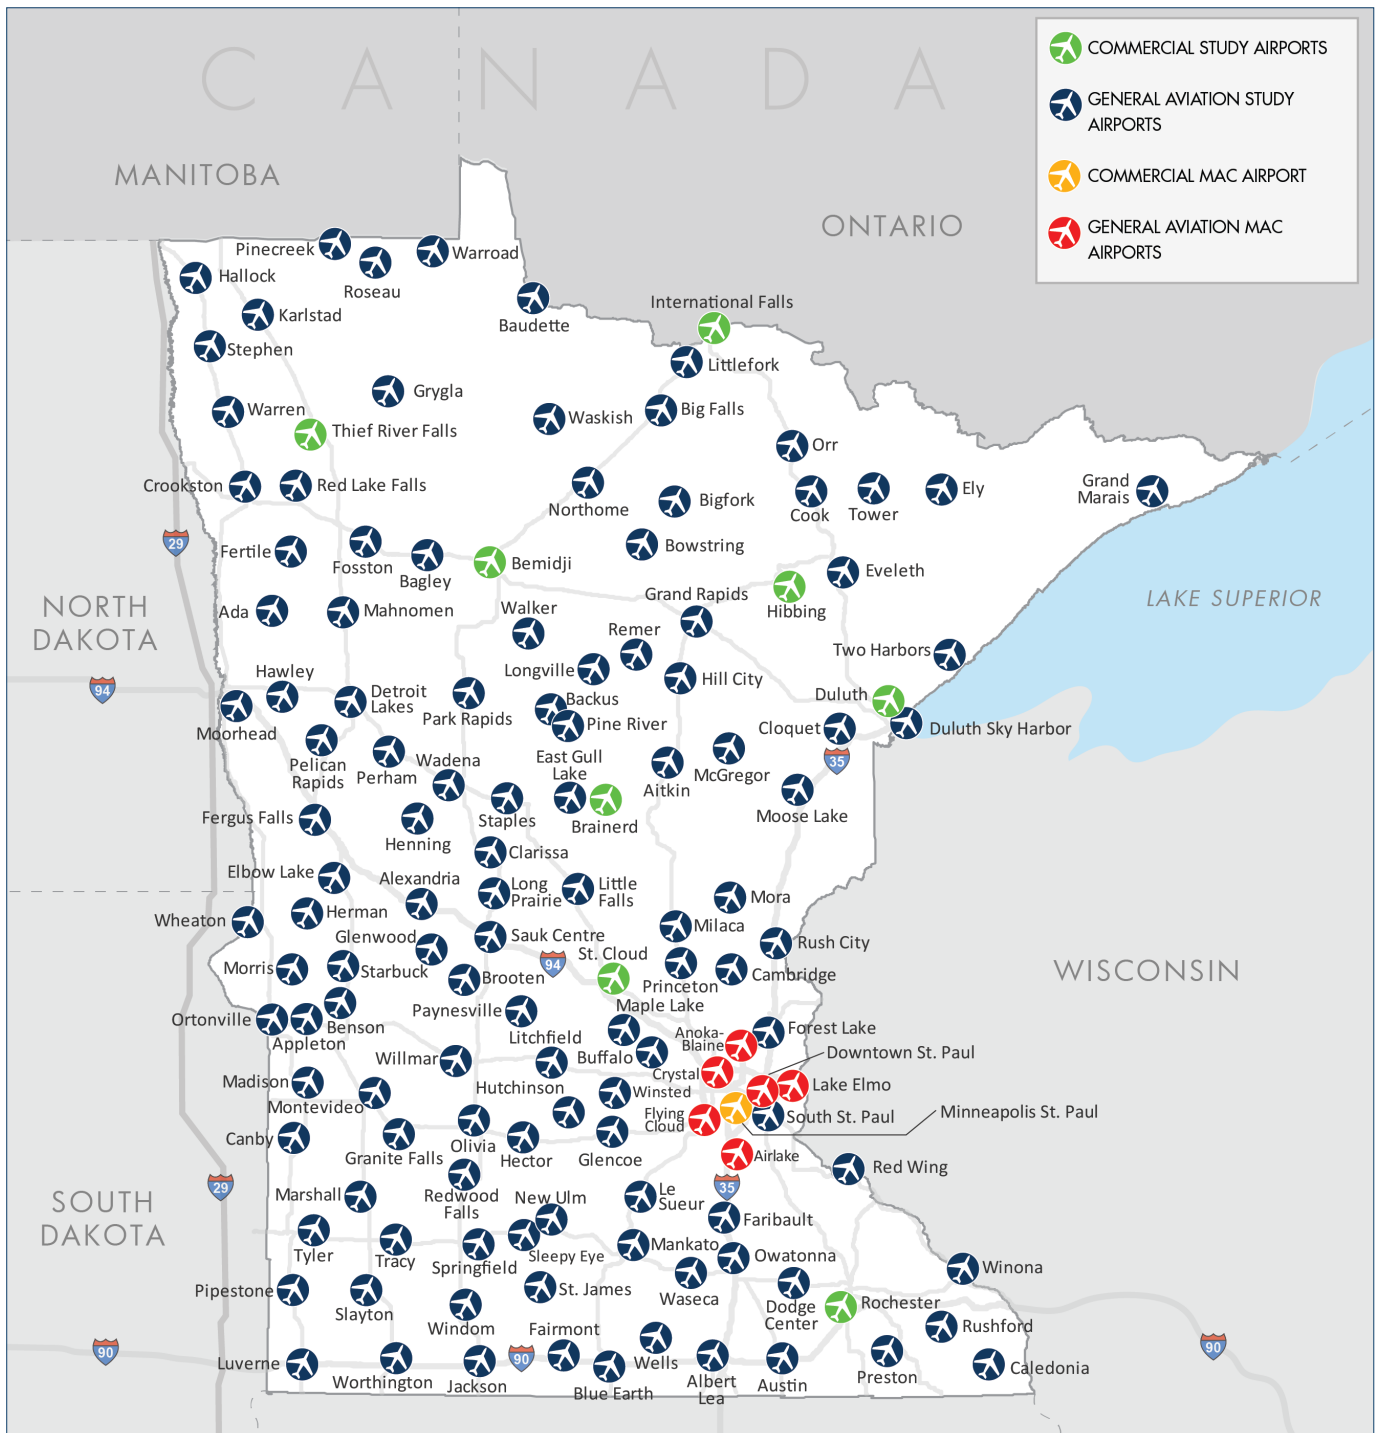 CANADA
MANITOBA
ONTARIO
COMMERCIAL STUDY AIRPORTS
GENERAL AVIATION STUDY
AIRPORTS
COMMERCIAL MAC AIRPORT
GENERAL AVIATION MAC
AIRPORTS
Pinecreek
Warroad
Hallock
Roseau
Karlstad
Baudette
International Falls
Stephen
Littlefork
Grygla
Warren
Waskish
Big Falls
Thief River Falls
Orr
Crookston
Red Lake Falls
Northome
Bigfork
Cook
Tower
Ely
Grand
Marais
29
Fertile
Fosston
Bagley
Bemidji
Bowstring
Eveleth
Hibbing
Grand Rapids
NORTH
DAKOTA
LAKE SUPERIOR
Ada
Mahnomen
Walker
Remer
Two Harbors
94
Hawley
Longville
Hill City
Detroit
Lakes
Park Rapids
Backus
Pine River
Duluth
Moorhead
Cloquet
Duluth Sky Harbor
35
Pelican
Rapids
Perham
Wadena
East Gull
Lake
Aitkin
McGregor
Moose Lake
Fergus Falls
Henning
Staples
Brainerd
Clarissa
Elbow Lake
Alexandria
Long
Prairie
Little
Falls
Mora
Wheaton
Herman
Milaca
Glenwood
Sauk Centre
Rush City
94
St. Cloud
Morris
Starbuck
Brooten
Princeton
Cambridge
WISCONSIN
Ortonville
Appleton
Benson
Paynesville
Maple Lake
Litchfield
Anoka-
Blaine
Forest Lake
Willmar
Buffalo
Downtown St. Paul
Crystal
Madison
Hutchinson
Winsted
Lake Elmo
Montevideo
Flying
Cloud
South St. Paul
Minneapolis St. Paul
Canby
Granite Falls
Olivia
Hector
Glencoe
Airlake
Red Wing
29
35
SOUTH
DAKOTA
Marshall
Redwood
Falls
New Ulm
Le
Sueur
Faribault
Tyler
Tracy
Springfield
Sleepy Eye
Mankato
Owatonna
Winona
Pipestone
Slayton
St. James
Waseca
Dodge
Center
Rochester
Windom
Fairmont
Rushford
90
Luverne
Worthington
Jackson
90
Blue Earth
Wells
Albert
Lea
Austin
Preston
Caledonia
90